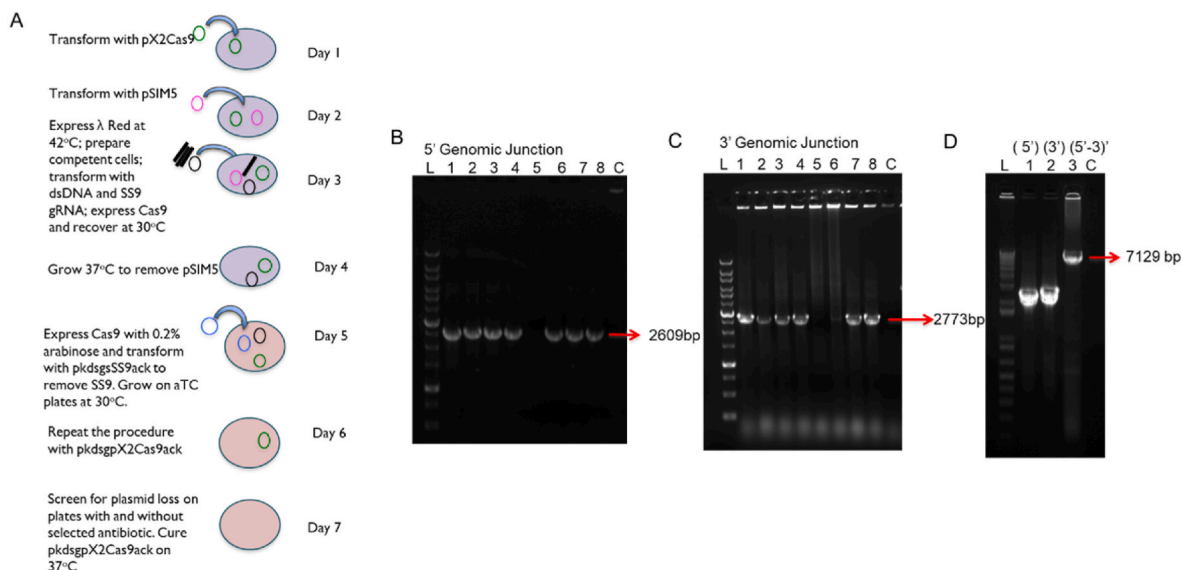 A
Transform with pX2Cas9
Day 1
Transform with pSIM5
Day 2
Express λ Red at
42°C; prepare
competent cells;
transform with
dsDNA and SS9
gRNA; express Cas9
and recover at 30°C
Day 3
Grow 37°C to remove pSIM5
Day 4
Express Cas9 with 0.2%
arabinose and transform
with pkdsgsSS9ack to
remove SS9. Grow on aTC
plates at 30°C.
Day 5
Repeat the procedure
with pkdsgpX2Cas9ack
Day 6
Screen for plasmid loss on
plates with and without
selected antibiotic. Cure
pkdsgpX2Cas9ack on
37°C
Day 7
B
5' Genomic Junction
L 1 2 3 4 5 6 7 8 C
2609bp
C
3' Genomic Junction
L 1 2 3 4 5 6 7 8 C
2773bp
D
( 5') (3') (5'-3)'
L 1 2 3 C
7129 bp